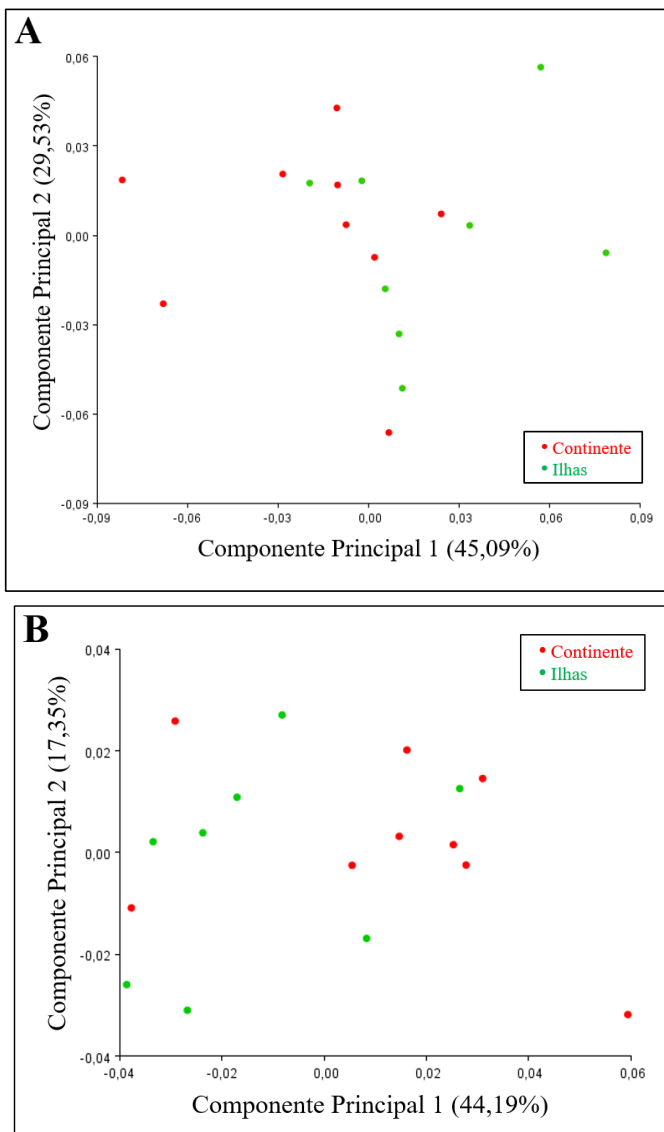 A
0,06
0,03
0,00
-0,03
-0,06
-0,09
Componente Principal 2 (29,53%)
Continente
Ilhas
-0,09 -0,06 -0,03 0,00 0,03 0,06 0,09
Componente Principal 1 (45,09%)
B
0,04
0,02
0,00
-0,02
-0,04
Componente Principal 2 (17,35%)
Continente
Ilhas
-0,04 -0,02 0,00 0,02 0,04 0,06
Componente Principal 1 (44,19%)